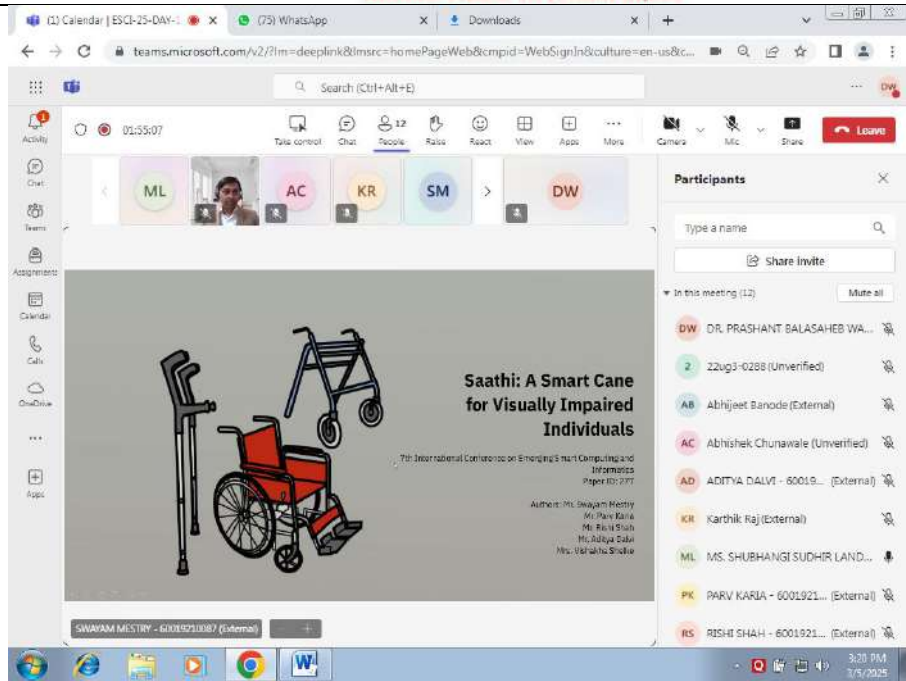 (1) Calendar | ESCI-25-DAY-1
(75) WhatsApp
Downloads
teams.microsoft.com/v2/?lm=deeplink&lmsrc=homePageWeb&cmpid=WebSignIn&culture=en-us&c...
Search (Ctrl+Alt+E)
DW
Activity
Chat
Teams
Assignments
Calendar
Calls
OneDrive
Apps
01:55:07
Take control
Chat
12
People
Raise
React
View
Apps
More
Camera
Mic
Share
Leave
ML
AC
KR
SM
DW
Saathi: A Smart Cane
for Visually Impaired
Individuals
7th International Conference on Emerging Smart Computing and
Informatics
Paper ID: 277
Authors: Mr. Swayam Mestry
Mr. Parv Karia
Mr. Rishi Shah
Mr. Aditya Dalvi
Mrs. Vishakha Shelke
SWAYAM MESTRY - 60019210087 (External)
Participants
Type a name
Share invite
In this meeting (12)
Mute all
DW DR. PRASHANT BALASAHEB WA...
2 22ug3-0288 (Unverified)
AB Abhijeet Banode (External)
AC Abhishek Chunawale (Unverified)
AD ADITYA DALVI - 60019... (External)
KR Karthik Raj (External)
ML MS. SHUBHANGI SUDHIR LAND...
PK PARV KARIA - 6001921... (External)
RS RISHI SHAH - 6001921... (External)
3:20 PM
3/5/2025